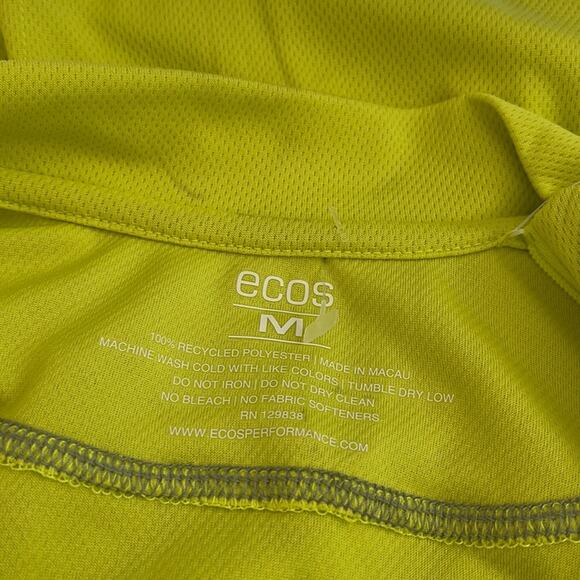 ecos
M
100% RECYCLED POLYESTER | MADE IN MACAU
MACHINE WASH COLD WITH LIKE COLORS | TUMBLE DRY LOW
DO NOT IRON | DO NOT DRY CLEAN
NO BLEACH | NO FABRIC SOFTENERS
RN 129838
WWW.ECOSPERFORMANCE.COM